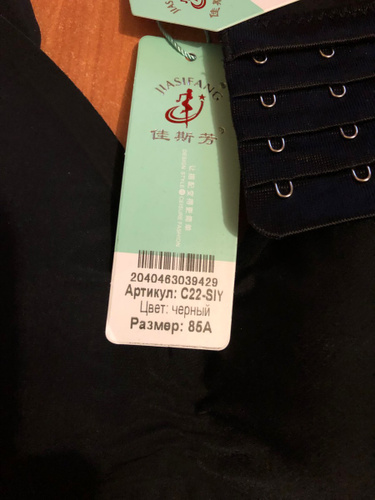 JIASIFANG
佳斯芳
2040463039429
Артикул: C22-SIY
Цвет: черный
Размер: 85A